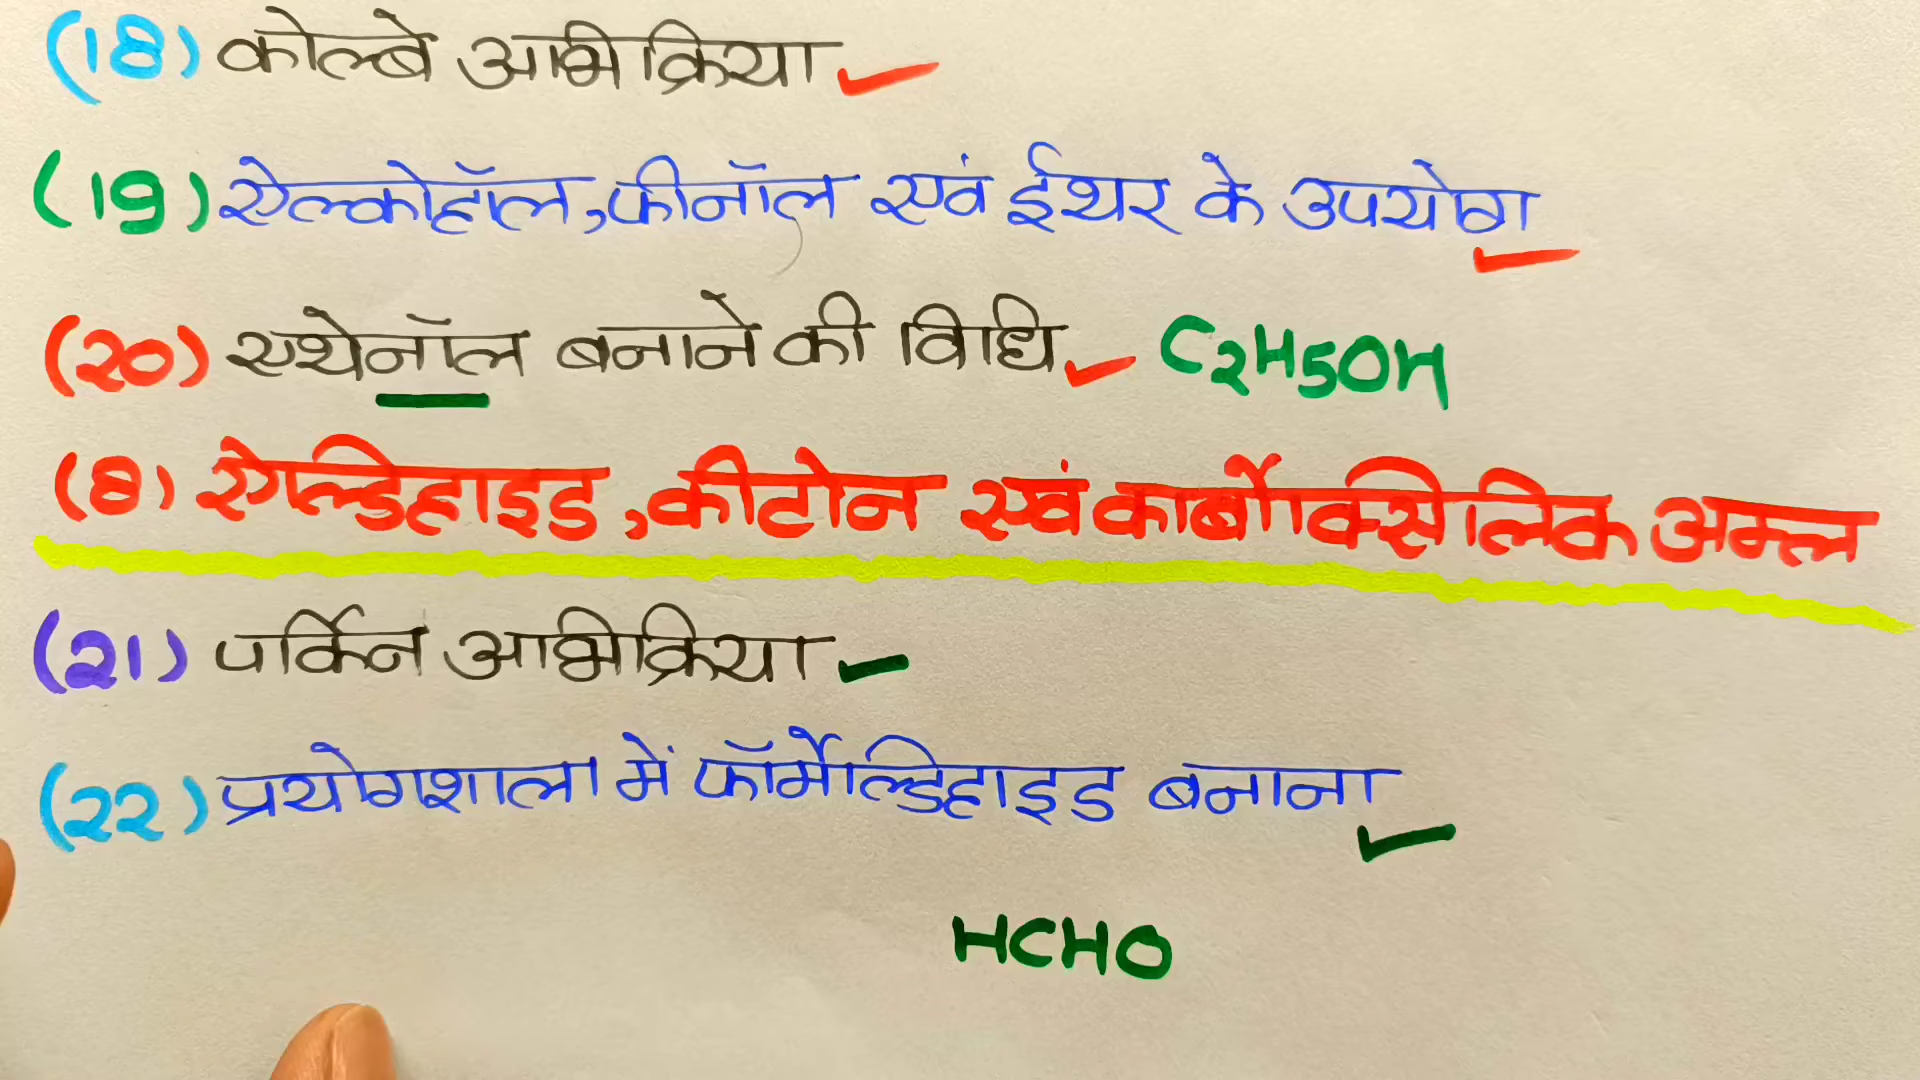 (18) कोल्बे अभिक्रिया
(19) ऐल्कोहॉल,फीनॉल एवं ईथर के उपयोग
(20) एथेनॉल बनाने की विधि C2H5OH
(8) ऐल्डिहाइड,कीटोन एवं कार्बोक्सिलिक अम्ल
(21) पर्किन अभिक्रिया
(22) प्रयोगशाला में फॉर्मेल्डिहाइड बनाना
HCHO